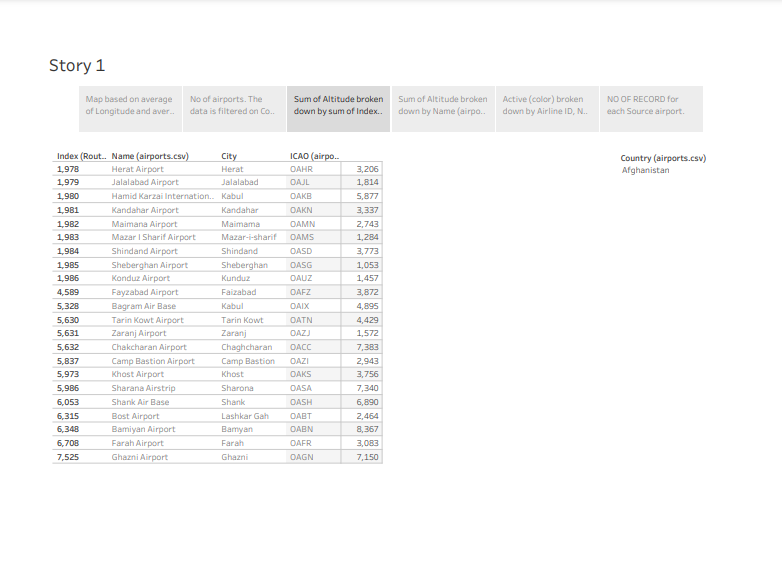 Story 1
Map based on average of Longitude and aver..
No of airports. The data is filtered on Co..
Sum of Altitude broken down by sum of Index..
Sum of Altitude broken down by Name (airpo..
Active (color) broken down by Airline ID, N..
NO OF RECORD for each Source airport.
Index (Rout.. Name (airports.csv) City ICAO (airpo..
1,978 Herat Airport Herat OAHR 3,206
1,979 Jalalabad Airport Jalalabad OAJL 1,814
1,980 Hamid Karzai Internation.. Kabul OAKB 5,877
1,981 Kandahar Airport Kandahar OAKN 3,337
1,982 Maimana Airport Maimama OAMN 2,743
1,983 Mazar I Sharif Airport Mazar-i-sharif OAMS 1,284
1,984 Shindand Airport Shindand OASD 3,773
1,985 Sheberghan Airport Sheberghan OASG 1,053
1,986 Konduz Airport Kunduz OAUZ 1,457
4,589 Fayzabad Airport Faizabad OAFZ 3,872
5,328 Bagram Air Base Kabul OAIX 4,895
5,630 Tarin Kowt Airport Tarin Kowt OATN 4,429
5,631 Zaranj Airport Zaranj OAZJ 1,572
5,632 Chakcharan Airport Chaghcharan OACC 7,383
5,837 Camp Bastion Airport Camp Bastion OAZI 2,943
5,973 Khost Airport Khost OAKS 3,756
5,986 Sharana Airstrip Sharona OASA 7,340
6,053 Shank Air Base Shank OASH 6,890
6,315 Bost Airport Lashkar Gah OABT 2,464
6,348 Bamiyan Airport Bamyan OABN 8,367
6,708 Farah Airport Farah OAFR 3,083
7,525 Ghazni Airport Ghazni OAGN 7,150
Country (airports.csv)
Afghanistan